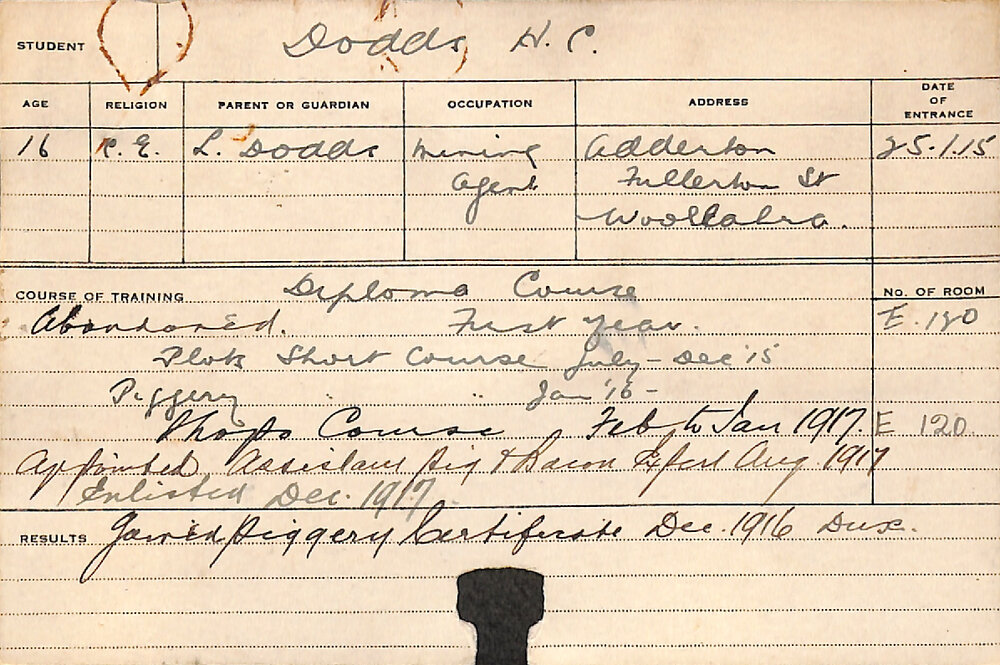 STUDENT Dodds, H. C.
AGE RELIGION PARENT OR GUARDIAN OCCUPATION ADDRESS DATE OF ENTRANCE
16 C.E. L. Dodds Mining Adderton 25.1.15
Agent Fullerton St
Woollahra.
COURSE OF TRAINING Diploma Course No. OF ROOM
Abandoned. First Year. E. 120
Plots Short Course July - Dec '15
Piggery " " Jan '16 -
Course Feb to Jan 1917. E 120
Appointed Assistant Pig & Bacon Expert Aug 1917
Enlisted Dec. 1917.
RESULTS Gained Piggery Certificate Dec. 1916 Dux.